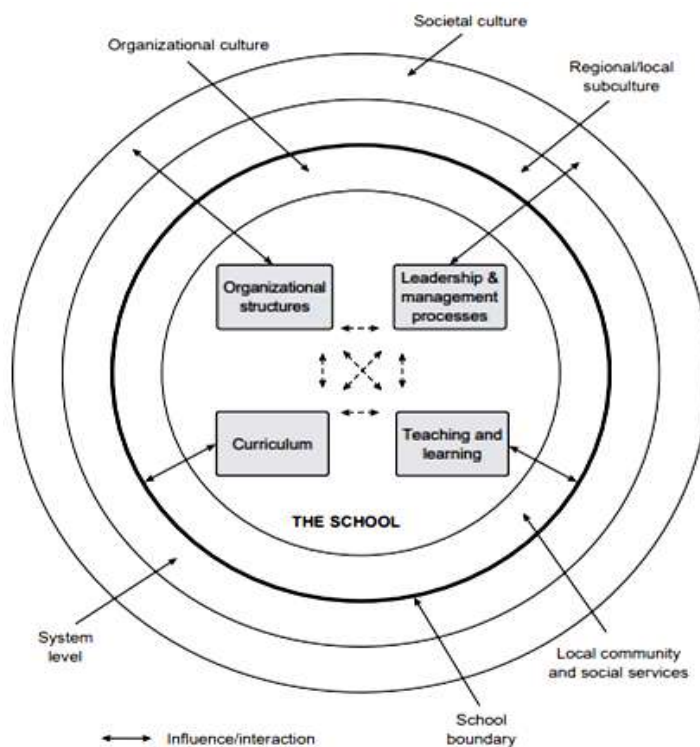 Societal culture
Organizational culture
Regional/local
subculture
Organizational
structures
Leadership &
management
processes
Curriculum
Teaching and
learning
THE SCHOOL
System
level
Local community
and social services
School
boundary
Influence/interaction